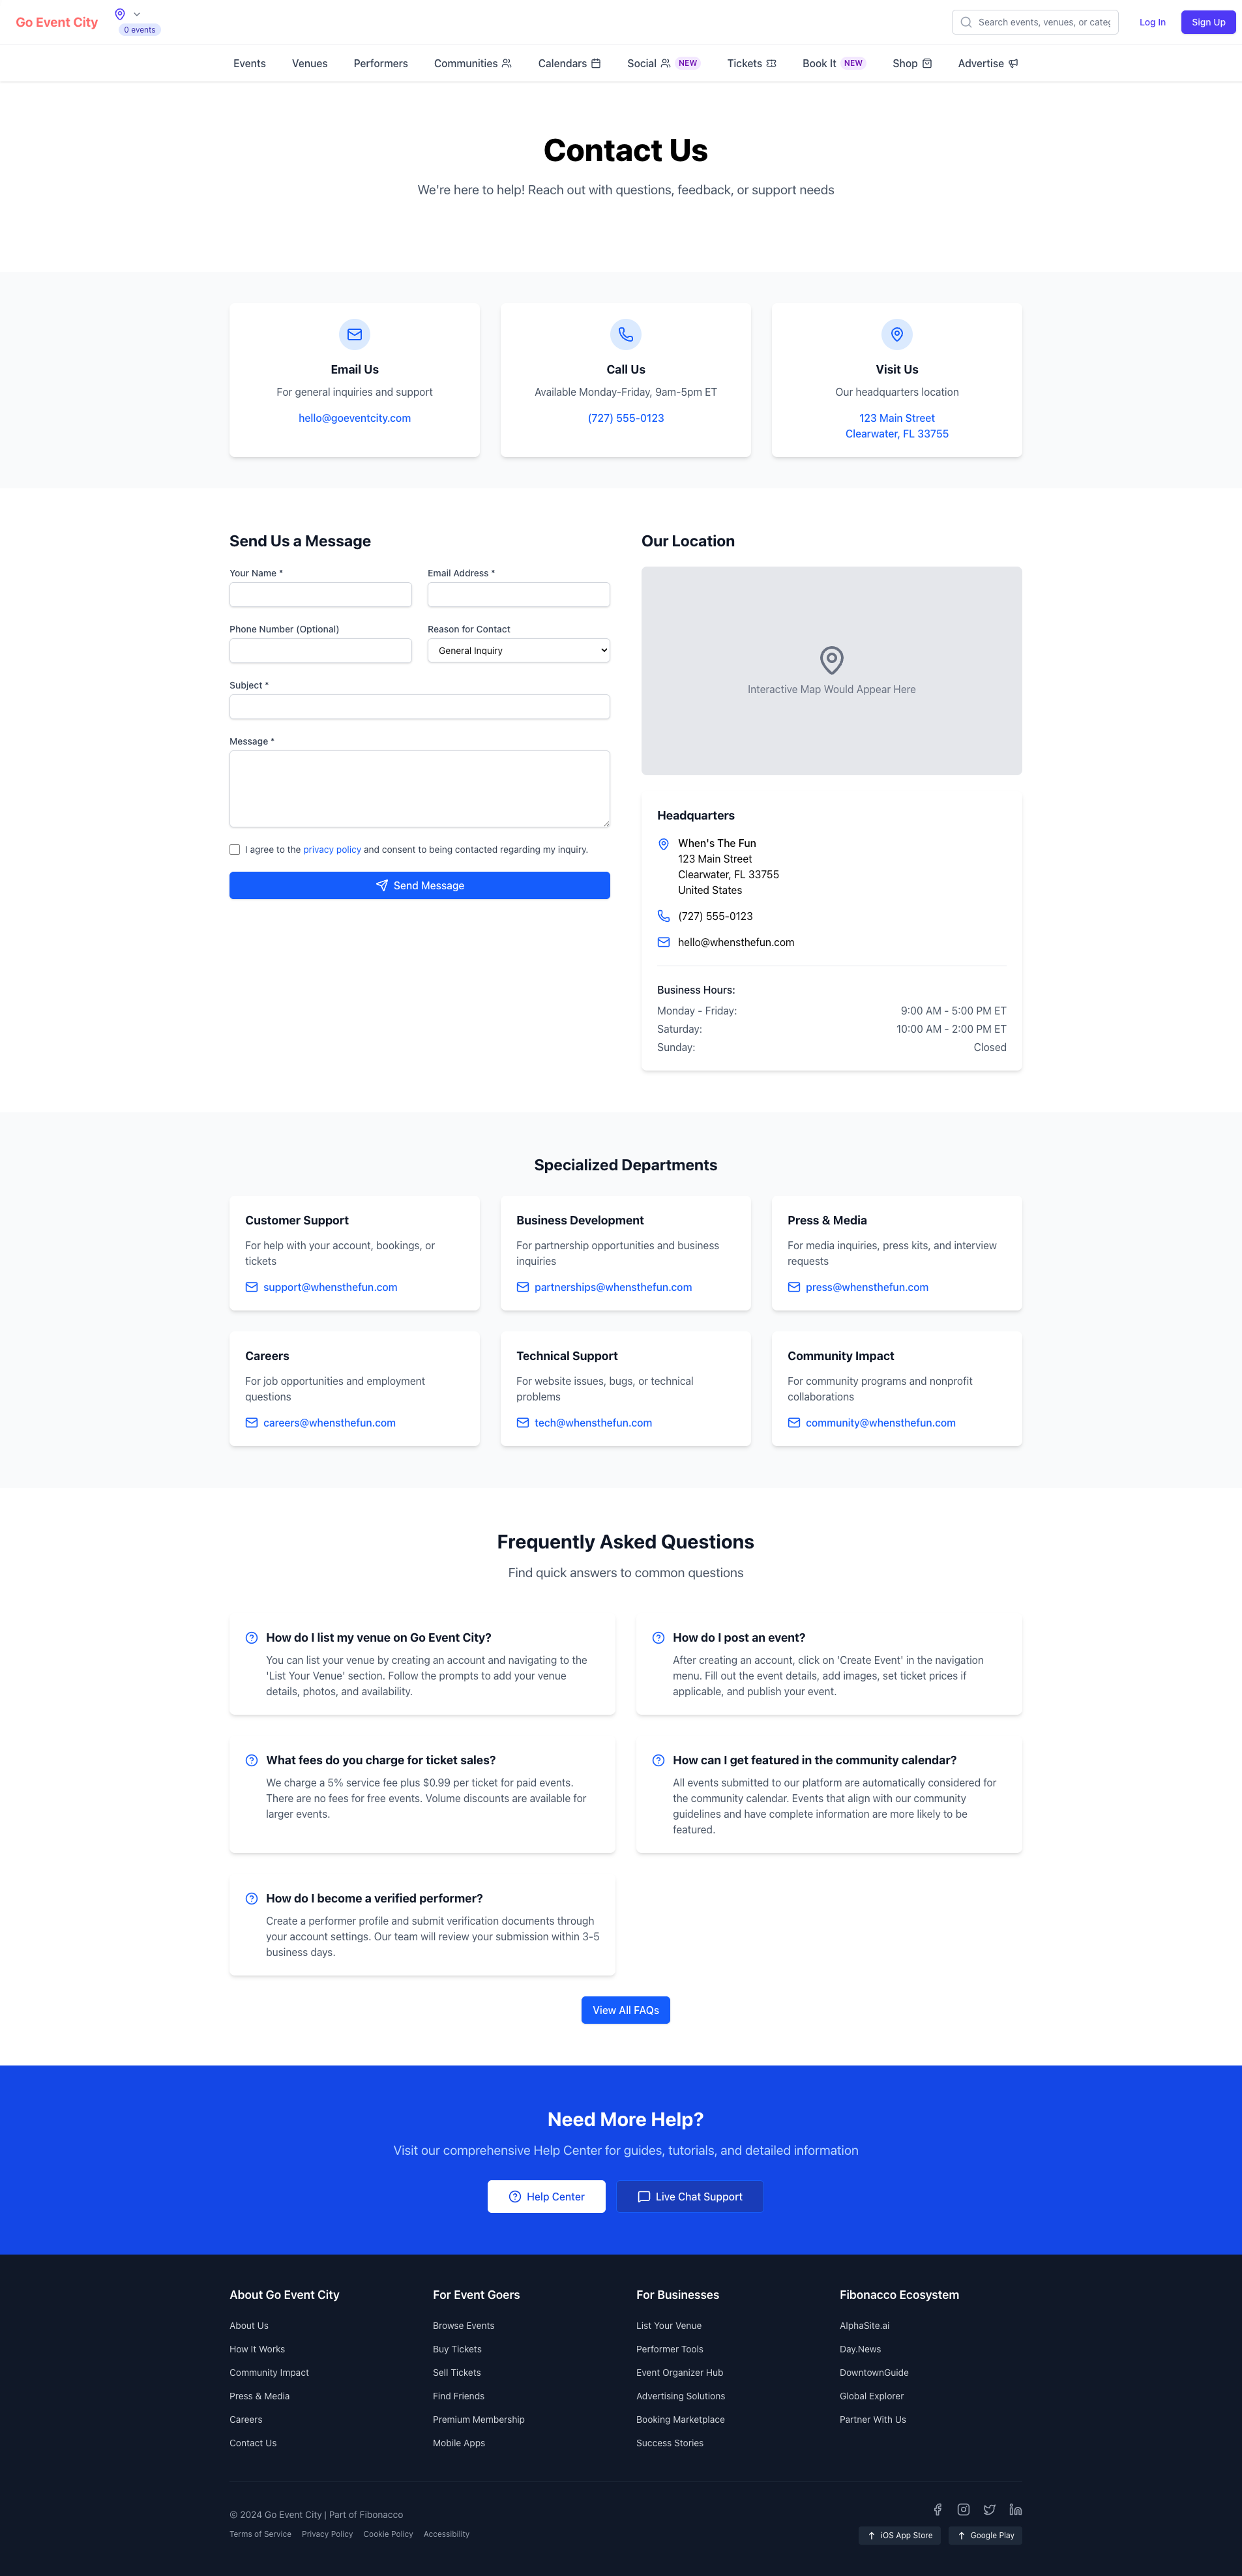 Go Event City
0 events
Search events, venues, or categ
Log In
Sign Up
Events
Venues
Performers
Communities
Calendars
Social NEW
Tickets
Book It NEW
Shop
Advertise
Contact Us
We're here to help! Reach out with questions, feedback, or support needs
Email Us
For general inquiries and support
hello@goeventcity.com
Call Us
Available Monday-Friday, 9am-5pm ET
(727) 555-0123
Visit Us
Our headquarters location
123 Main Street
Clearwater, FL 33755
Send Us a Message
Your Name *
Email Address *
Phone Number (Optional)
Reason for Contact
General Inquiry
Subject *
Message *
I agree to the privacy policy and consent to being contacted regarding my inquiry.
Send Message
Our Location
Interactive Map Would Appear Here
Headquarters
When's The Fun
123 Main Street
Clearwater, FL 33755
United States
(727) 555-0123
hello@whensthefun.com
Business Hours:
Monday - Friday: 9:00 AM - 5:00 PM ET
Saturday: 10:00 AM - 2:00 PM ET
Sunday: Closed
Specialized Departments
Customer Support
For help with your account, bookings, or
tickets
support@whensthefun.com
Business Development
For partnership opportunities and business
inquiries
partnerships@whensthefun.com
Press & Media
For media inquiries, press kits, and interview
requests
press@whensthefun.com
Careers
For job opportunities and employment
questions
careers@whensthefun.com
Technical Support
For website issues, bugs, or technical
problems
tech@whensthefun.com
Community Impact
For community programs and nonprofit
collaborations
community@whensthefun.com
Frequently Asked Questions
Find quick answers to common questions
How do I list my venue on Go Event City?
You can list your venue by creating an account and navigating to the
'List Your Venue' section. Follow the prompts to add your venue
details, photos, and availability.
How do I post an event?
After creating an account, click on 'Create Event' in the navigation
menu. Fill out the event details, add images, set ticket prices if
applicable, and publish your event.
What fees do you charge for ticket sales?
We charge a 5% service fee plus $0.99 per ticket for paid events.
There are no fees for free events. Volume discounts are available for
larger events.
How can I get featured in the community calendar?
All events submitted to our platform are automatically considered for
the community calendar. Events that align with our community
guidelines and have complete information are more likely to be
featured.
How do I become a verified performer?
Create a performer profile and submit verification documents through
your account settings. Our team will review your submission within 3-5
business days.
View All FAQs
Need More Help?
Visit our comprehensive Help Center for guides, tutorials, and detailed information
Help Center
Live Chat Support
About Go Event City
About Us
How It Works
Community Impact
Press & Media
Careers
Contact Us
For Event Goers
Browse Events
Buy Tickets
Sell Tickets
Find Friends
Premium Membership
Mobile Apps
For Businesses
List Your Venue
Performer Tools
Event Organizer Hub
Advertising Solutions
Booking Marketplace
Success Stories
Fibonacco Ecosystem
AlphaSite.ai
Day.News
DowntownGuide
Global Explorer
Partner With Us
© 2024 Go Event City | Part of Fibonacco
Terms of Service
Privacy Policy
Cookie Policy
Accessibility
iOS App Store
Google Play